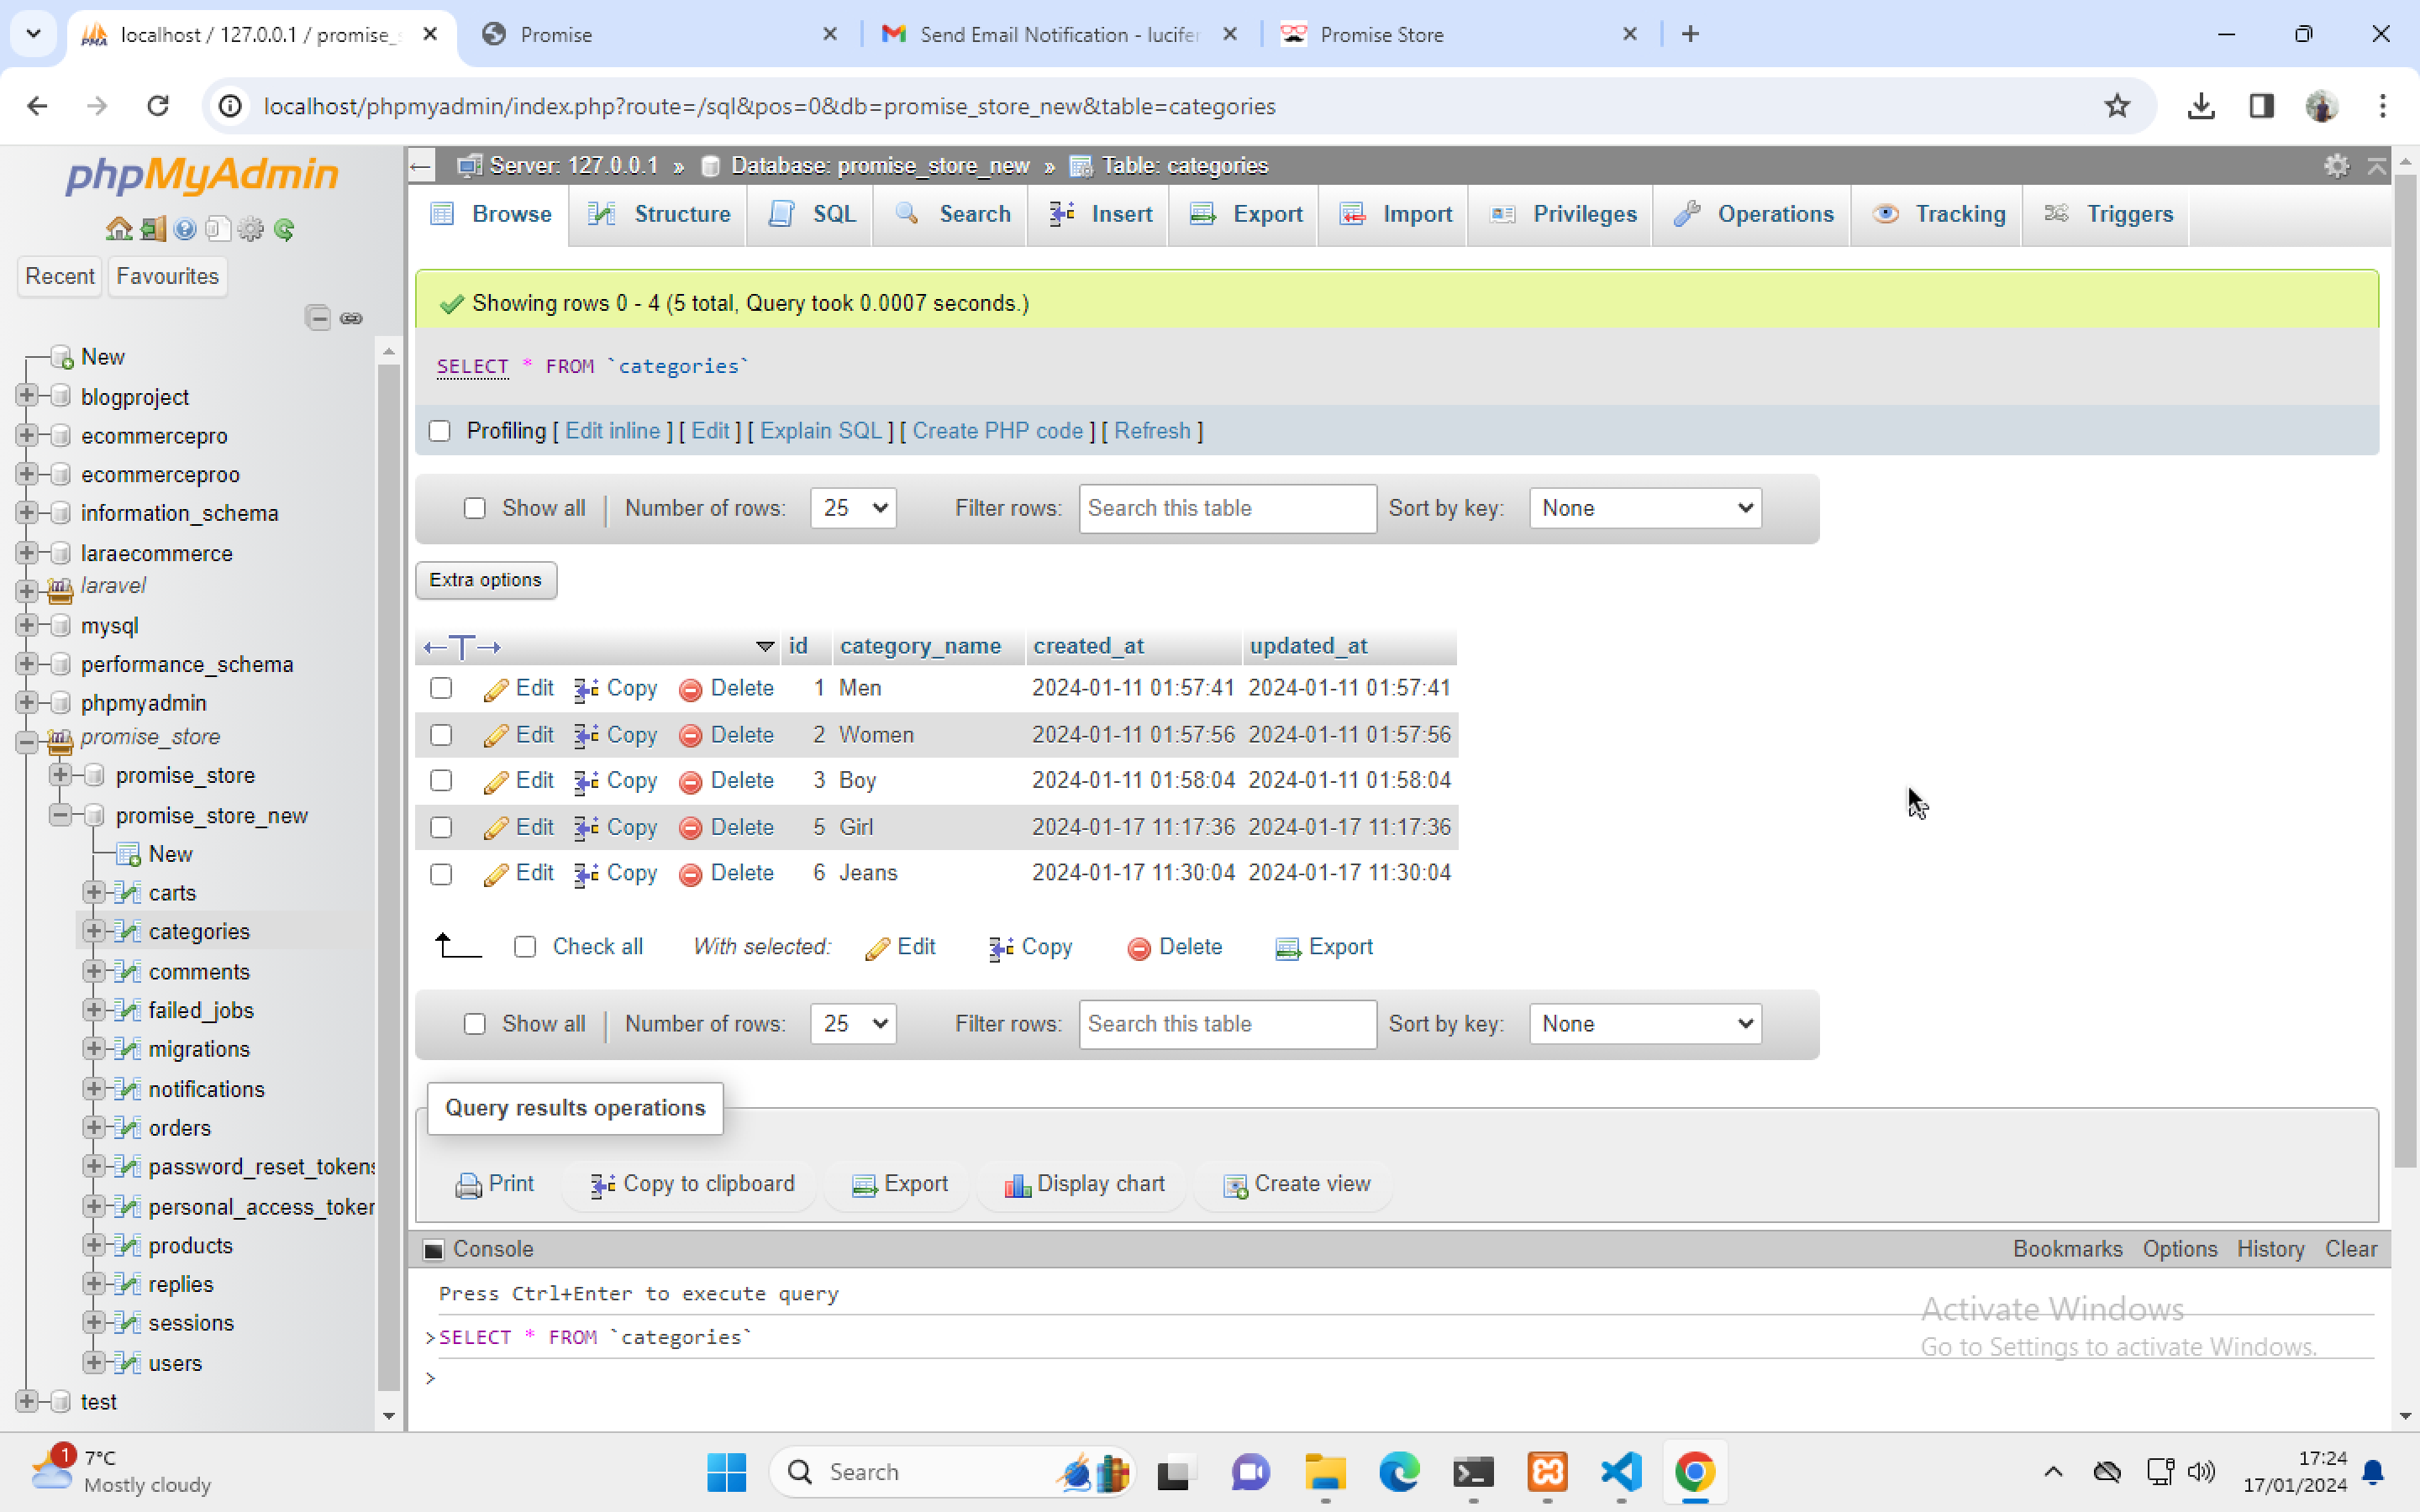 localhost / 127.0.0.1 / promise_s
Promise
Send Email Notification - lucifer
Promise Store
localhost/phpmyadmin/index.php?route=/sql&pos=0&db=promise_store_new&table=categories
phpMyAdmin
Recent
Favourites
New
blogproject
ecommercepro
ecommerceproo
information_schema
laraecommerce
laravel
mysql
performance_schema
phpmyadmin
promise_store
promise_store
promise_store_new
New
carts
categories
comments
failed_jobs
migrations
notifications
orders
password_reset_tokens
personal_access_token
products
replies
sessions
users
test
Server: 127.0.0.1 » Database: promise_store_new » Table: categories
Browse Structure SQL Search Insert Export Import Privileges Operations Tracking Triggers
Showing rows 0 - 4 (5 total, Query took 0.0007 seconds.)
SELECT * FROM `categories`
Profiling [ Edit inline ] [ Edit ] [ Explain SQL ] [ Create PHP code ] [ Refresh ]
Show all Number of rows: 25 Filter rows: Search this table Sort by key: None
Extra options
←T→ id category_name created_at updated_at
Edit Copy Delete 1 Men 2024-01-11 01:57:41 2024-01-11 01:57:41
Edit Copy Delete 2 Women 2024-01-11 01:57:56 2024-01-11 01:57:56
Edit Copy Delete 3 Boy 2024-01-11 01:58:04 2024-01-11 01:58:04
Edit Copy Delete 5 Girl 2024-01-17 11:17:36 2024-01-17 11:17:36
Edit Copy Delete 6 Jeans 2024-01-17 11:30:04 2024-01-17 11:30:04
Check all With selected: Edit Copy Delete Export
Show all Number of rows: 25 Filter rows: Search this table Sort by key: None
Query results operations
Print Copy to clipboard Export Display chart Create view
Console Bookmarks Options History Clear
Press Ctrl+Enter to execute query
>SELECT * FROM `categories`
>
Activate Windows
Go to Settings to activate Windows.
1
7°C
Mostly cloudy
Search
17:24
17/01/2024